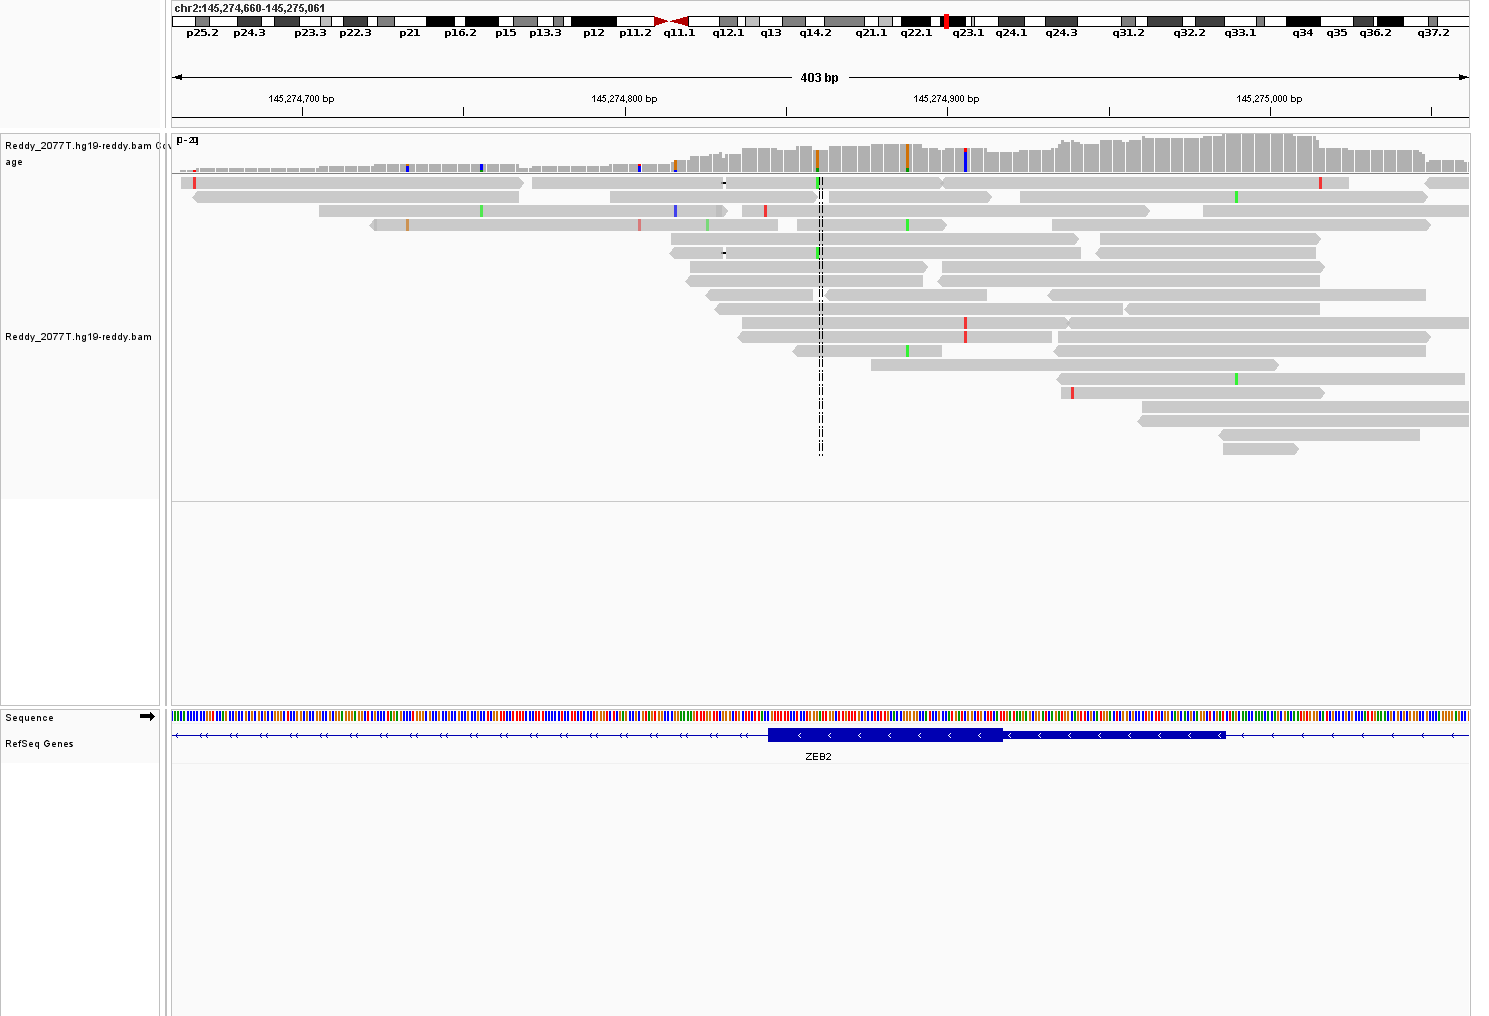 chr2:145,274,660-145,275,061
p25.2 p24.3 p23.3 p22.3 p21 p16.2 p15 p13.3 p12 p11.2 q11.1 q12.1 q13 q14.2 q21.1 q22.1 q23.1 q24.1 q24.3 q31.2 q32.2 q33.1 q34 q35 q36.2 q37.2
403 bp
145,274,700 bp 145,274,800 bp 145,274,900 bp 145,275,000 bp
[0-20]
Reddy_2077T.hg19-reddy.bam Cov
age
Reddy_2077T.hg19-reddy.bam
Sequence
RefSeq Genes
ZEB2